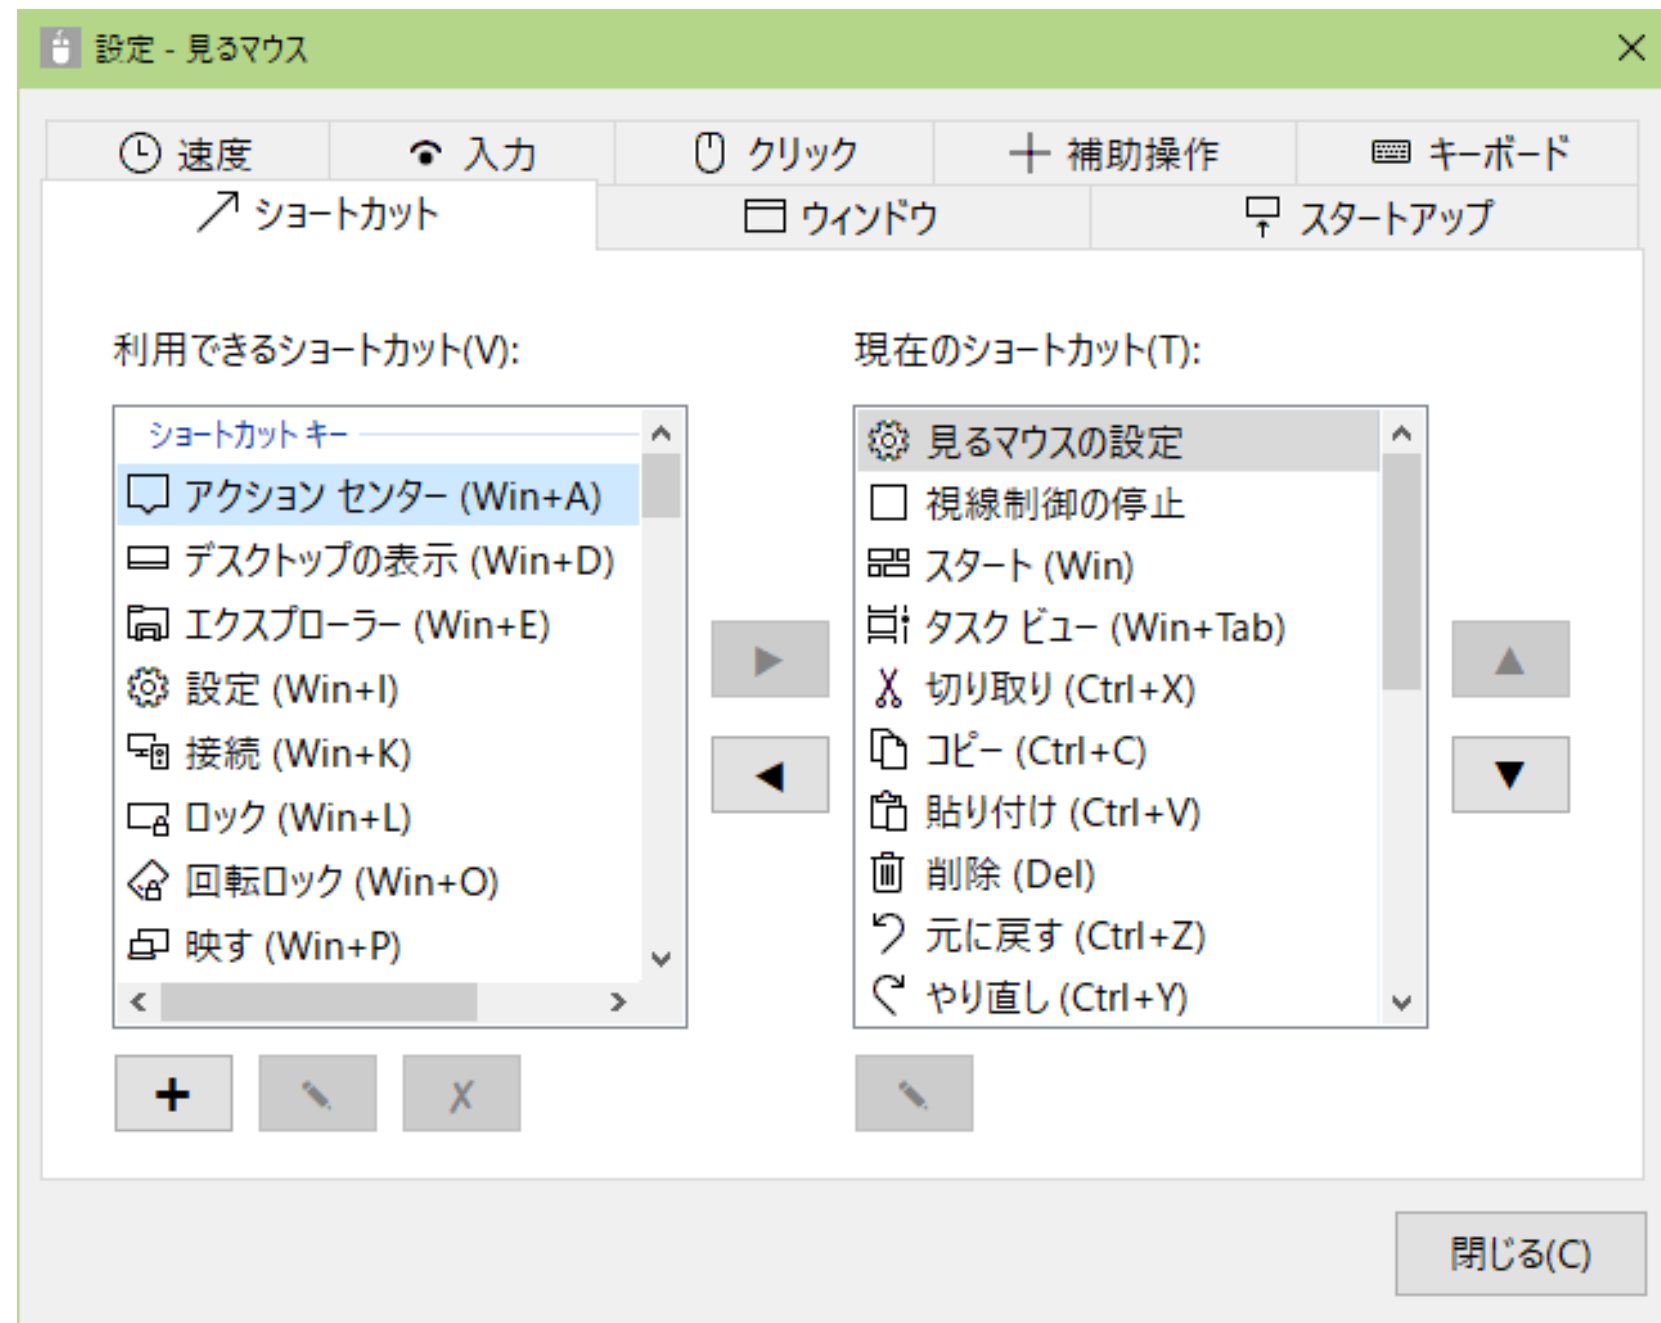 設定 - 見るマウス
速度
入力
クリック
補助操作
キーボード
ショートカット
ウィンドウ
スタートアップ
利用できるショートカット(V):
ショートカット キー
アクション センター (Win+A)
デスクトップの表示 (Win+D)
エクスプローラー (Win+E)
設定 (Win+I)
接続 (Win+K)
ロック (Win+L)
回転ロック (Win+O)
映す (Win+P)
現在のショートカット(T):
見るマウスの設定
視線制御の停止
スタート (Win)
タスク ビュー (Win+Tab)
切り取り (Ctrl+X)
コピー (Ctrl+C)
貼り付け (Ctrl+V)
削除 (Del)
元に戻す (Ctrl+Z)
やり直し (Ctrl+Y)
閉じる(C)